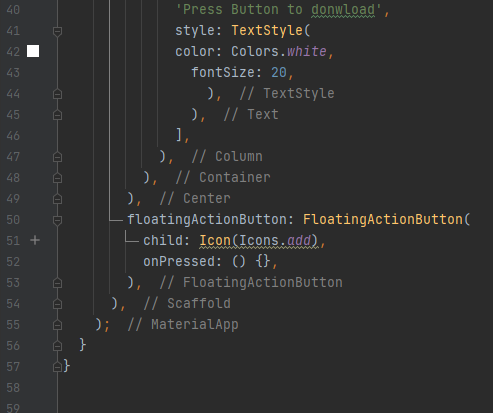 40 'Press Button to donwload',
41 style: TextStyle(
42 color: Colors.white,
43 fontSize: 20,
44 ), // TextStyle
45 ), // Text
46 ],
47 ), // Column
48 ), // Container
49 ), // Center
50 floatingActionButton: FloatingActionButton(
51 child: Icon(Icons.add),
52 onPressed: () {},
53 ), // FloatingActionButton
54 ), // Scaffold
55 ); // MaterialApp
56 }
57 }
58
59